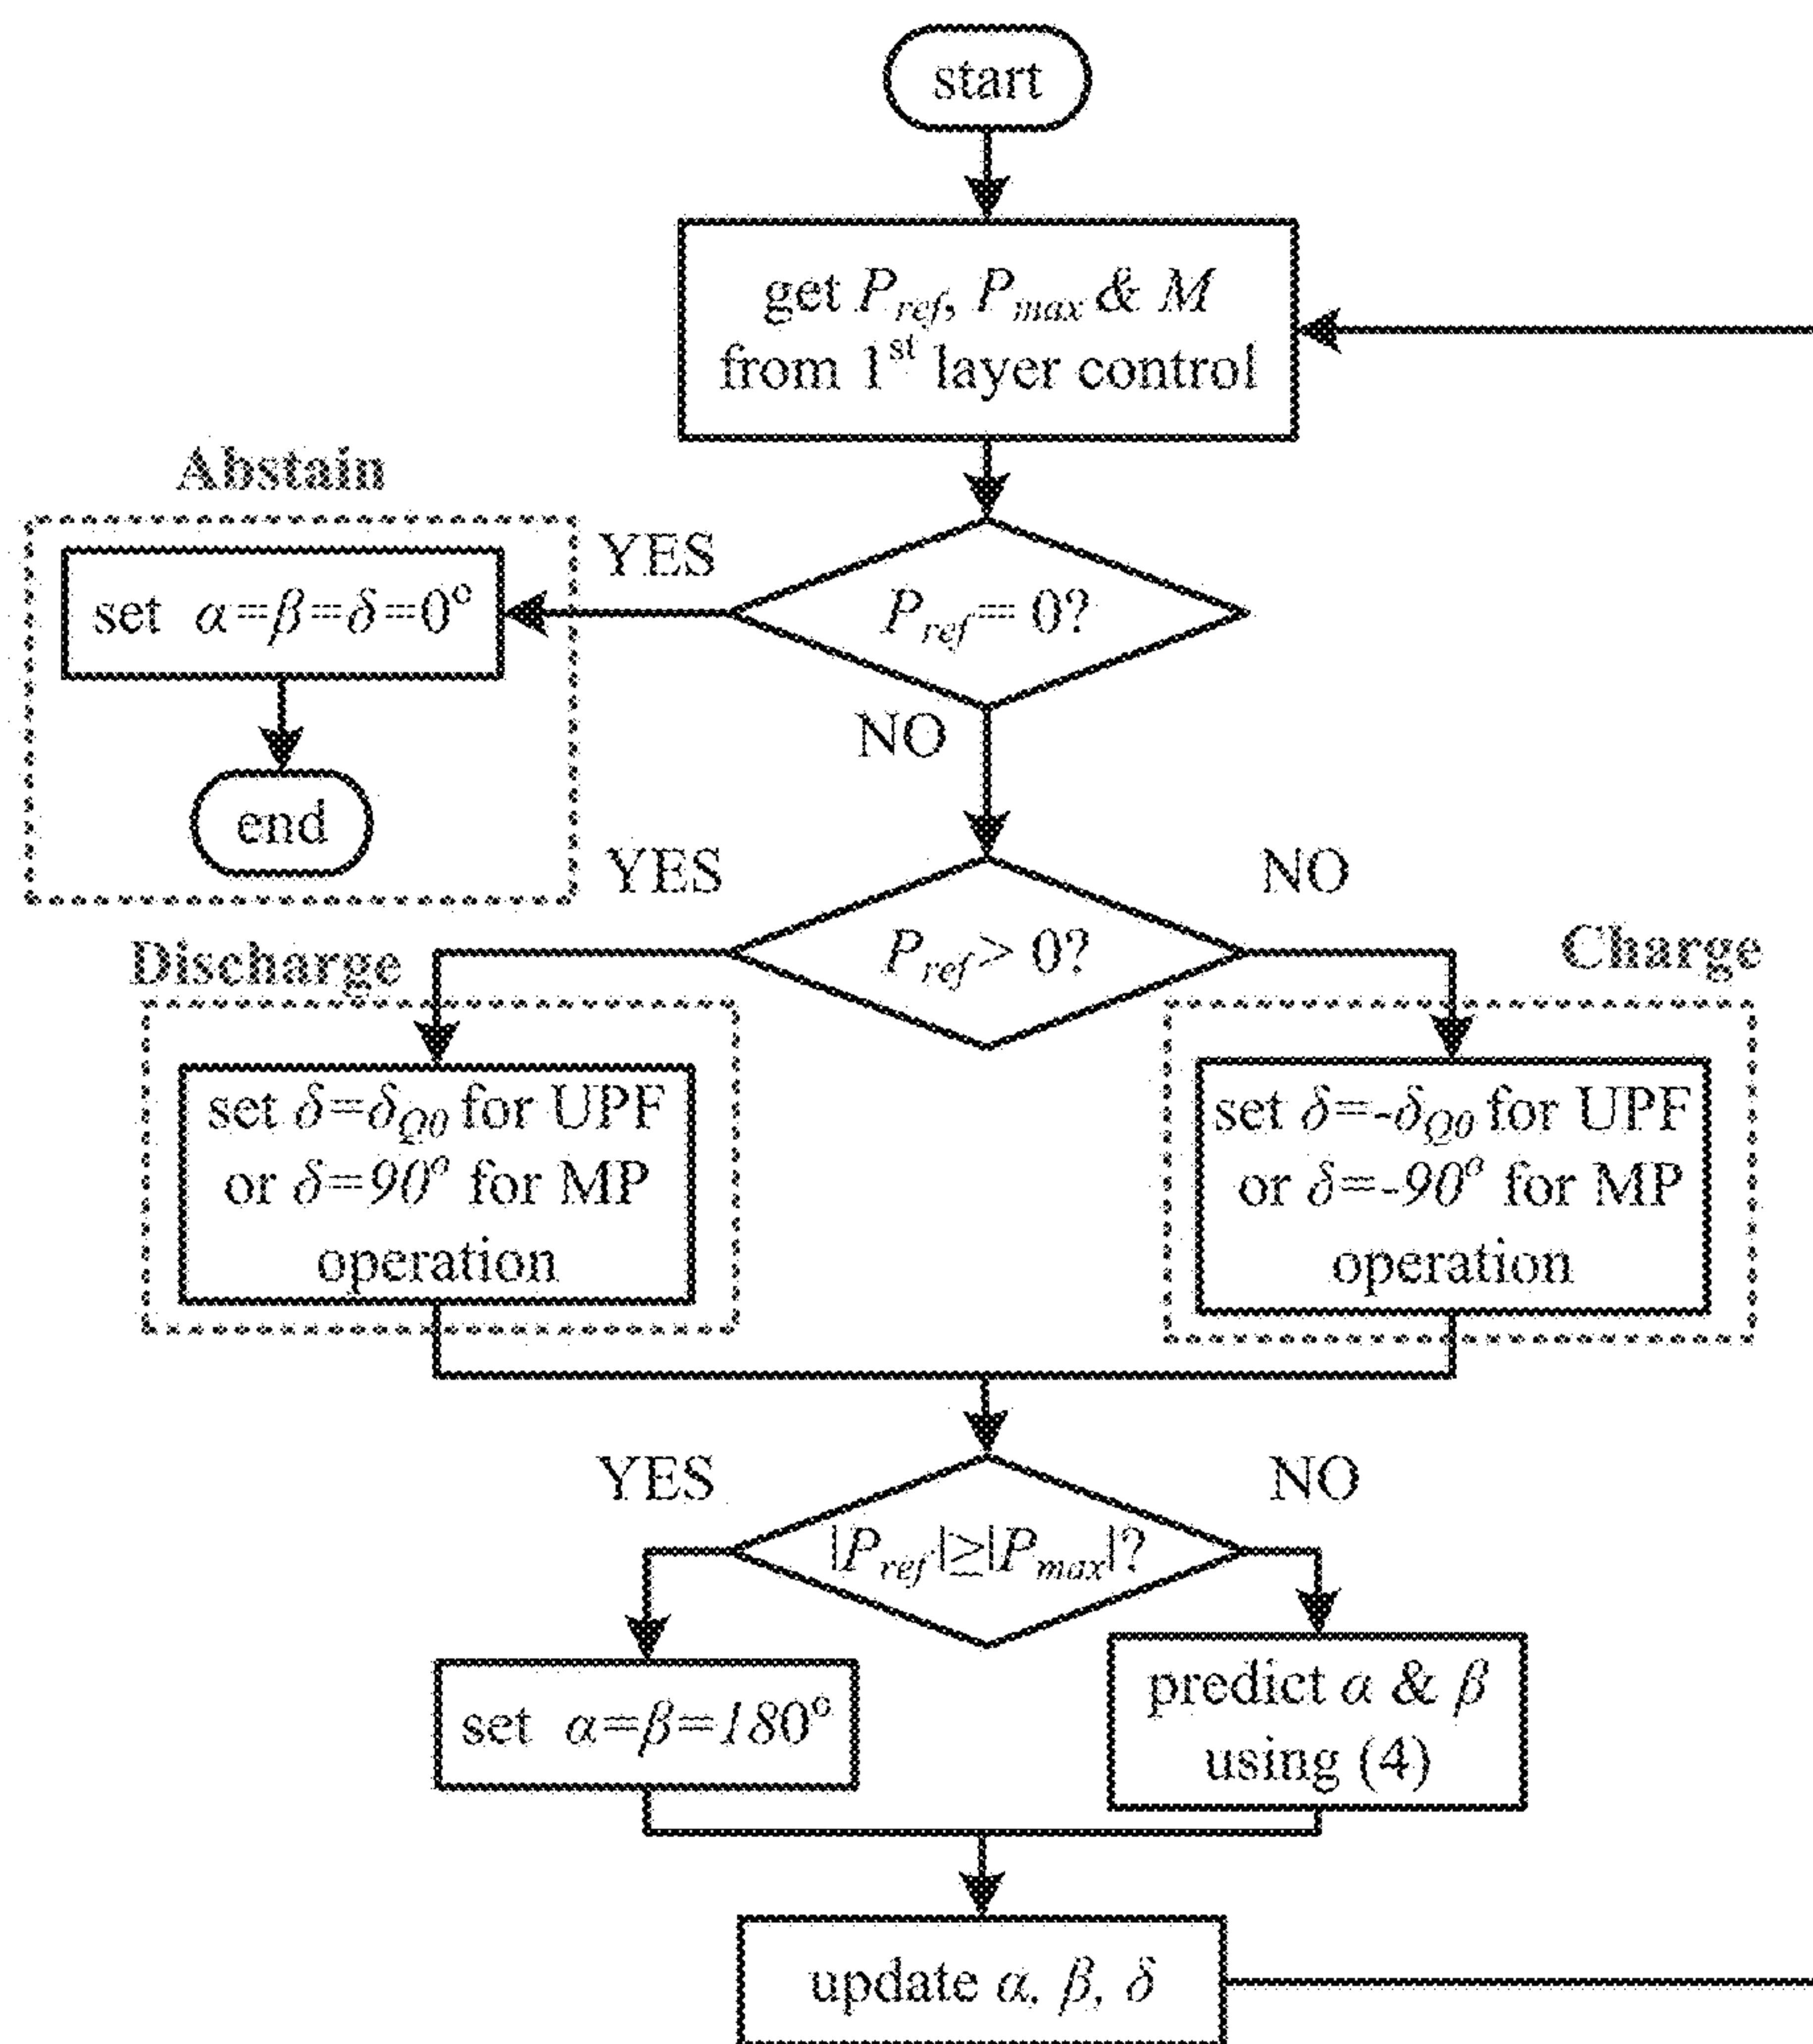 start
get P_ref, P_max & M
from 1st layer control
Abstain
YES
set α=β=δ=0°
P_ref = 0?
NO
end
YES
NO
P_ref > 0?
Discharge
Charge
set δ=δ_Q0 for UPF
or δ=90° for MP
operation
set δ=-δ_Q0 for UPF
or δ=-90° for MP
operation
YES
NO
|P_ref|≥|P_max|?
set α=β=180°
predict α & β
using (4)
update α, β, δ